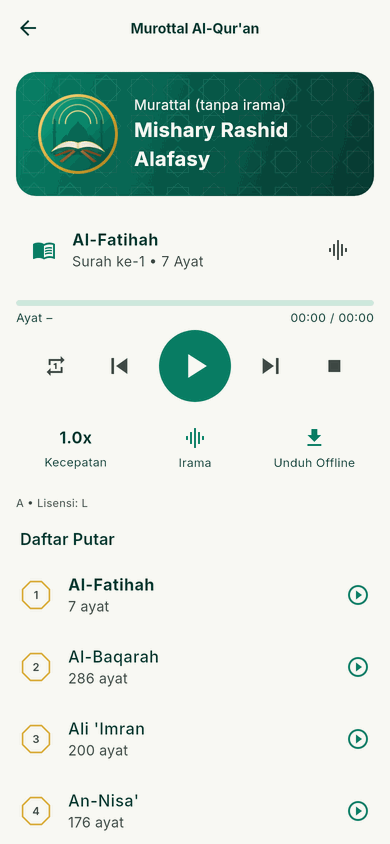 Murottal Al-Qur'an
Murattal (tanpa irama)
Mishary Rashid
Alafasy
Al-Fatihah
Surah ke-1 • 7 Ayat
Ayat –
00:00 / 00:00
1
1.0x
Kecepatan
Irama
Unduh Offline
A • Lisensi: L
Daftar Putar
1
Al-Fatihah
7 ayat
2
Al-Baqarah
286 ayat
3
Ali 'Imran
200 ayat
4
An-Nisa'
176 ayat